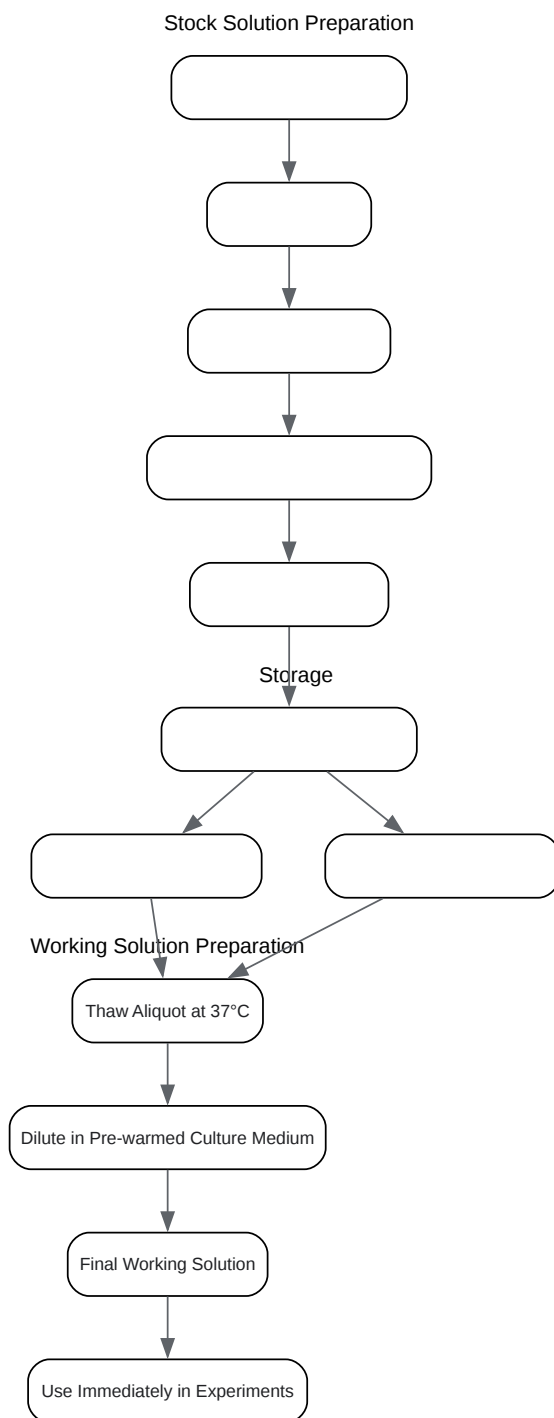 Stock Solution Preparation
Storage
Working Solution Preparation
Thaw Aliquot at 37°C
Dilute in Pre-warmed Culture Medium
Final Working Solution
Use Immediately in Experiments